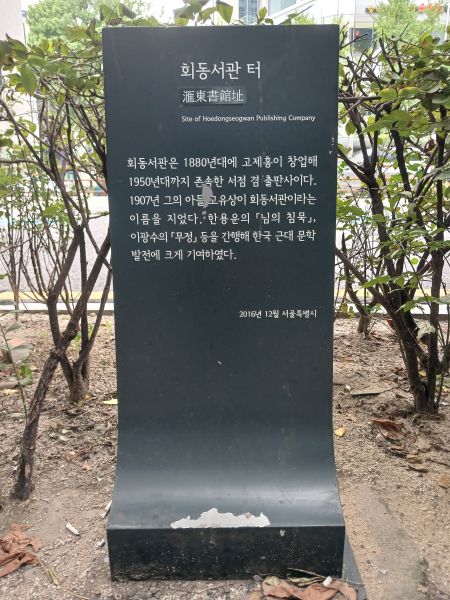 회동서관 터
滙東書館址
Site of Hoedongseogwan Publishing Company
회동서관은 1880년대에 고제홍이 창업해
1950년대까지 존속한 서점 겸 출판사이다.
1907년 그의 아들 고유상이 회동서관이라는
이름을 지었다. 한용운의 「님의 침묵」,
이광수의 「무정」 등을 간행해 한국 근대 문학
발전에 크게 기여하였다.
2016년 12월 서울특별시